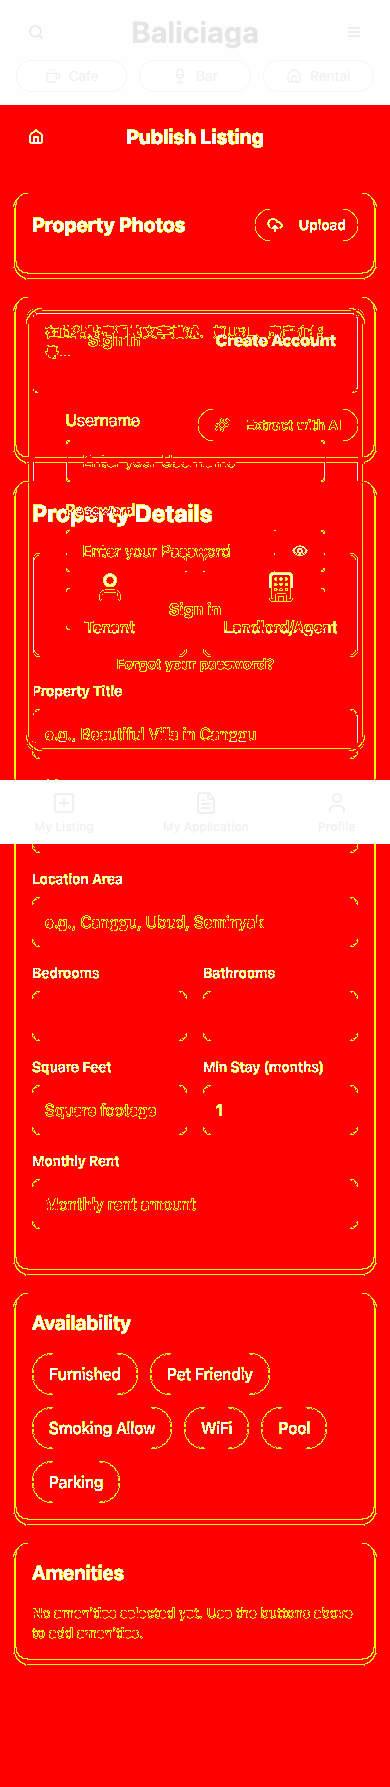 Baliciaga
Cafe Bar Rental
Publish Listing
Property Photos Upload
Sign in Create Account
Username
Extract with AI
Enter your Username
Password
Property Details
Enter your Password
Sign in
Tenant Landlord/Agent
Forgot your password?
Property Title
e.g., Beautiful Villa in Canggu
My Listing My Application Profile
Location Area
e.g., Canggu, Ubud, Seminyak
Bedrooms Bathrooms
Square Feet Min Stay (months)
Square footage 1
Monthly Rent
Monthly rent amount
Availability
Furnished Pet Friendly
Smoking Allow WiFi Pool
Parking
Amenities
No amenities selected yet. Use the buttons above
to add amenities.